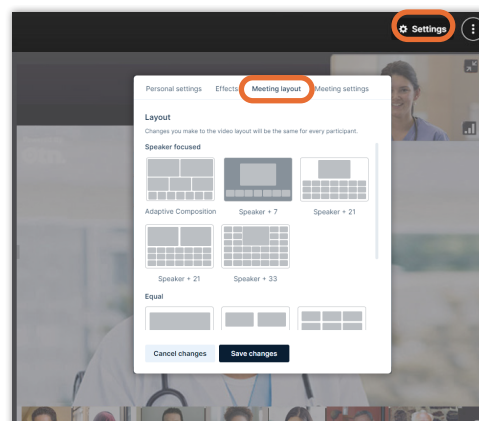 Settings
Personal settings Effects Meeting layout Meeting settings
Layout
Changes you make to the video layout will be the same for every participant.
Speaker focused
Adaptive Composition Speaker + 7 Speaker + 21
Speaker + 21 Speaker + 33
Equal
Cancel changes Save changes